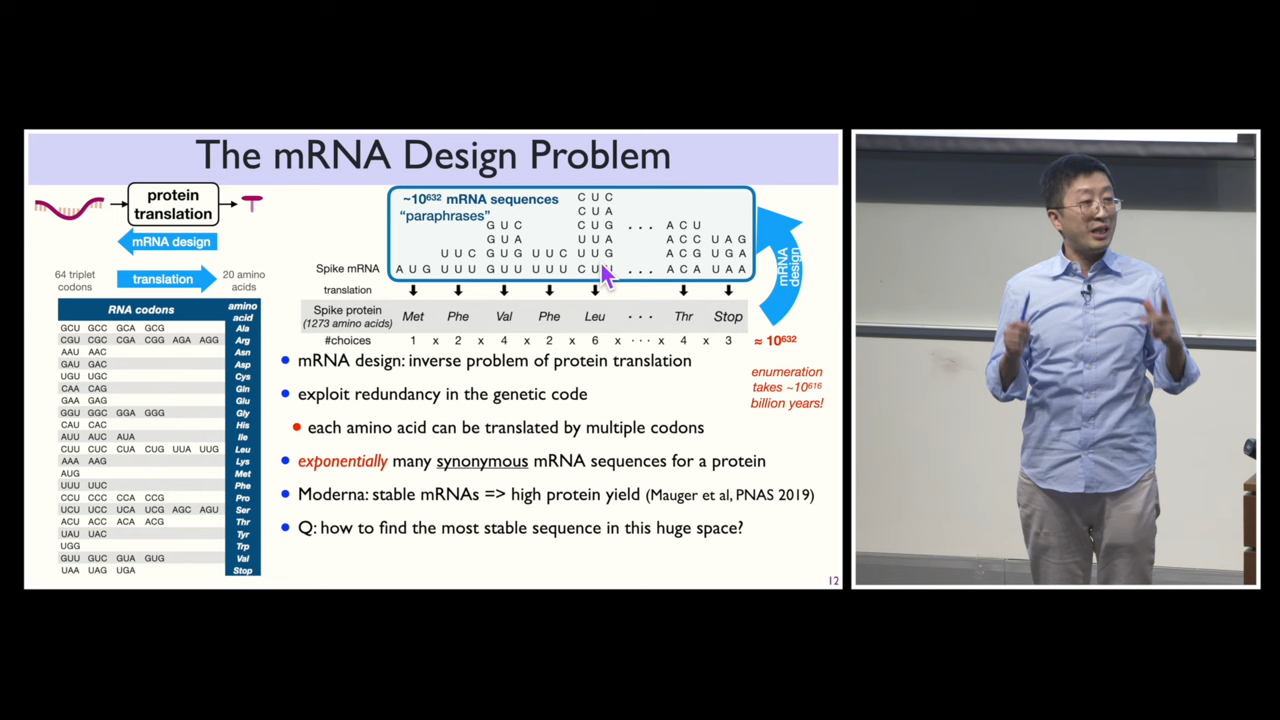 The mRNA Design Problem
protein
translation
mRNA design
64 triplet
codons
translation
20 amino
acids
RNA codons
amino
acid
GCU GCC GCA GCG Ala
CGU CGC CGA CGG AGA AGG Arg
AAU AAC Asn
GAU GAC Asp
UGU UGC Cys
CAA CAG Gln
GAA GAG Glu
GGU GGC GGA GGG Gly
CAU CAC His
AUU AUC AUA Ile
CUU CUC CUA CUG UUA UUG Leu
AAA AAG Lys
AUG Met
UUU UUC Phe
CCU CCC CCA CCG Pro
UCU UCC UCA UCG AGC AGU Ser
ACU ACC ACA ACG Thr
UAU UAC Tyr
UGG Trp
GUU GUC GUA GUG Val
UAA UAG UGA Stop
~10⁶³² mRNA sequences
"paraphrases"
C U C
C U A
G U C C U G . . . A C U
G U A U U A A C C U A G
U U C G U G U U C U U G A C G U G A
Spike mRNA A U G U U U G U U U U U C U . . . A C A U A A
translation
Spike protein
(1273 amino acids)
Met Phe Val Phe Leu . . . Thr Stop
#choices 1 x 2 x 4 x 2 x 6 x ... x 4 x 3 ≈ 10⁶³²
mRNA
design
enumeration
takes ~10⁶¹⁶
billion years!
• mRNA design: inverse problem of protein translation
• exploit redundancy in the genetic code
• each amino acid can be translated by multiple codons
• exponentially many synonymous mRNA sequences for a protein
• Moderna: stable mRNAs => high protein yield (Mauger et al, PNAS 2019)
• Q: how to find the most stable sequence in this huge space?
12